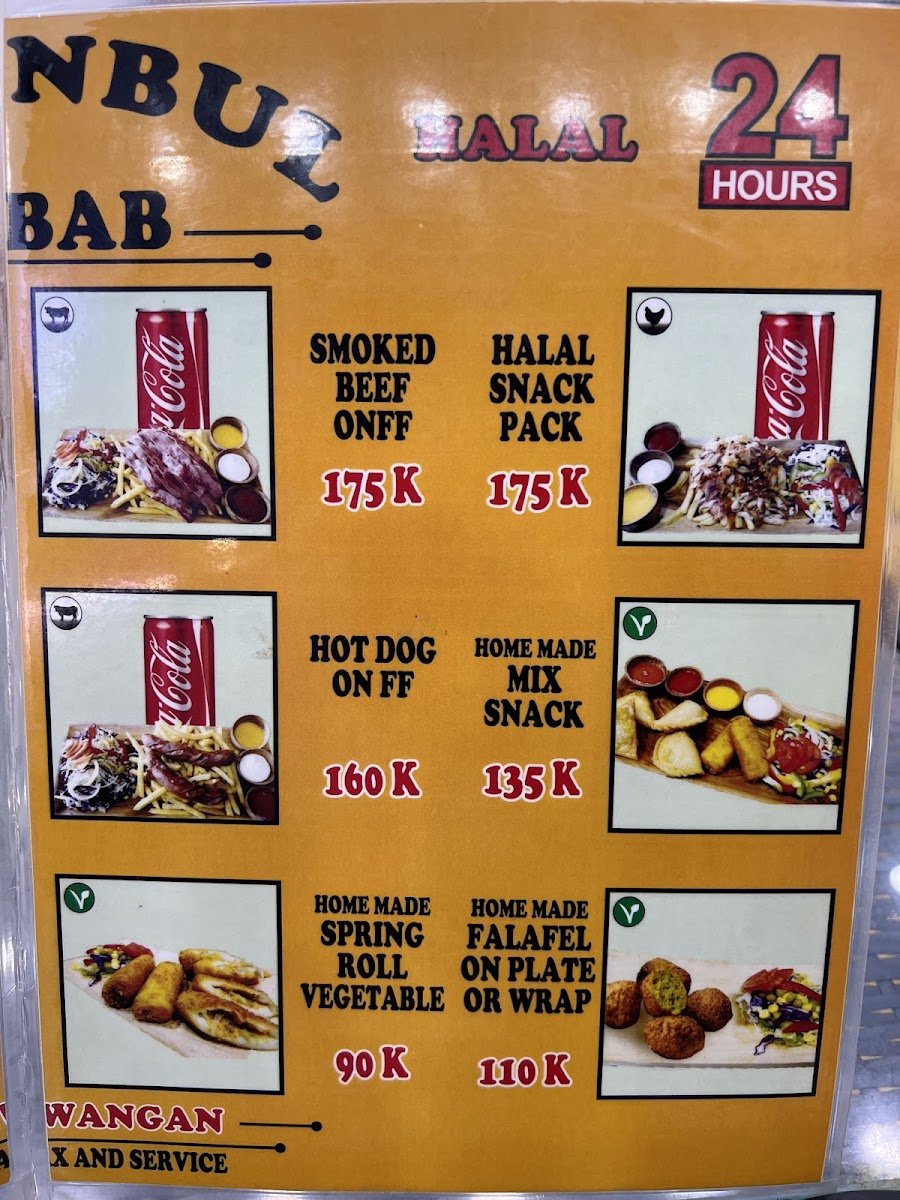 NBUL
BAB
HALAL
24
HOURS
SMOKED
BEEF
ONFF
175 K
HALAL
SNACK
PACK
175 K
HOT DOG
ON FF
160 K
HOME MADE
MIX
SNACK
135 K
HOME MADE
SPRING
ROLL
VEGETABLE
90 K
HOME MADE
FALAFEL
ON PLATE
OR WRAP
110 K
WANGAN
X AND SERVICE
Coca-Cola
Coca-Cola
Coca-Cola